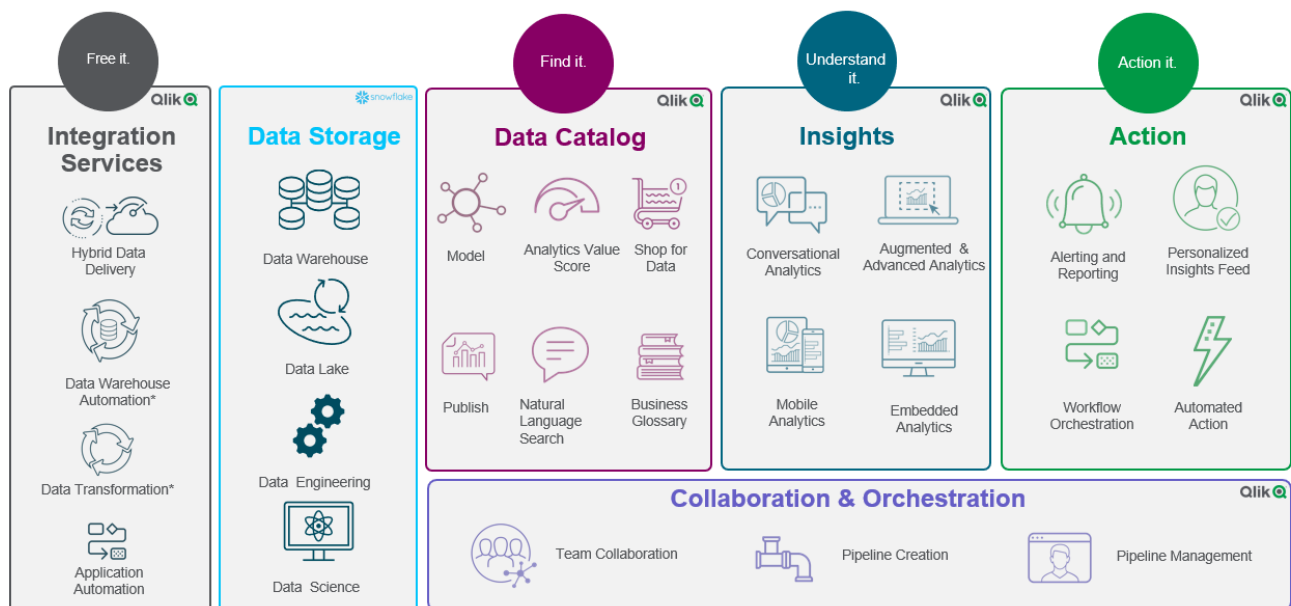 Free it.
Qlik
Integration
Services
Hybrid Data
Delivery
Data Warehouse
Automation*
Data Transformation*
Application
Automation
snowflake
Data Storage
Data Warehouse
Data Lake
Data Engineering
Data Science
Find it.
Qlik
Data Catalog
Model
Analytics Value
Score
1
Shop for
Data
Publish
Natural
Language
Search
Business
Glossary
Understand
it.
Qlik
Insights
Conversational
Analytics
Augmented &
Advanced Analytics
Mobile
Analytics
Embedded
Analytics
Action it.
Qlik
Action
Alerting and
Reporting
Personalized
Insights Feed
Workflow
Orchestration
Automated
Action
Qlik
Collaboration & Orchestration
Team Collaboration
Pipeline Creation
Pipeline Management